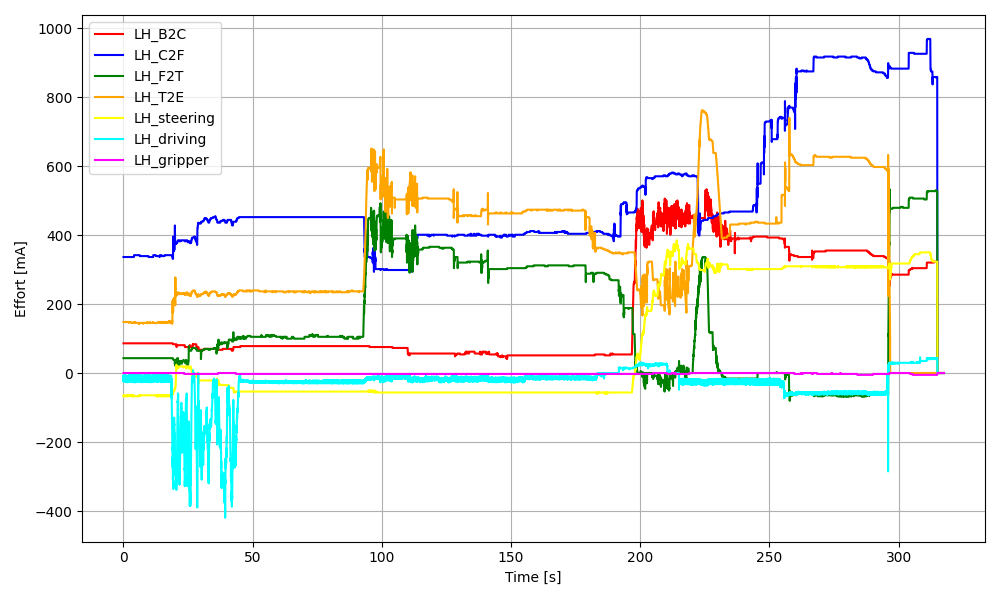 1000
800
600
400
200
0
−200
−400
Effort [mA]
LH_B2C
LH_C2F
LH_F2T
LH_T2E
LH_steering
LH_driving
LH_gripper
0 50 100 150 200 250 300
Time [s]